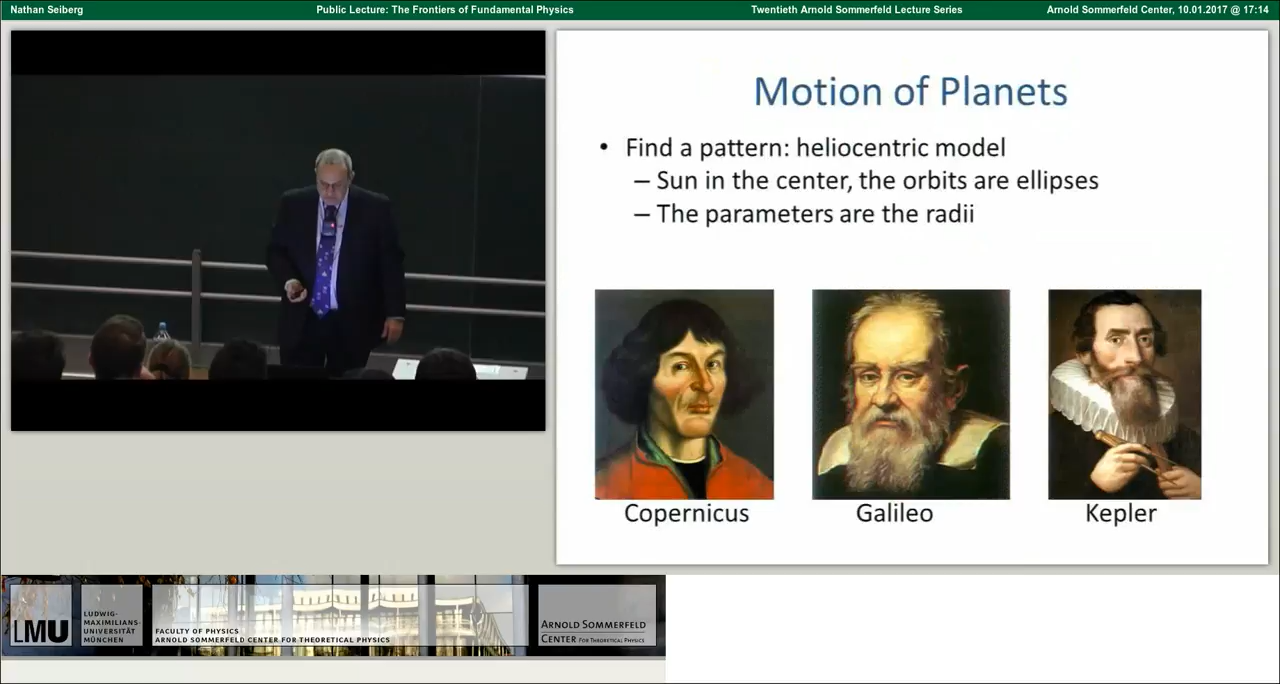 Nathan Seiberg
Public Lecture: The Frontiers of Fundamental Physics
Twentieth Arnold Sommerfeld Lecture Series
Arnold Sommerfeld Center, 10.01.2017 @ 17:14
Motion of Planets
• Find a pattern: heliocentric model
– Sun in the center, the orbits are ellipses
– The parameters are the radii
Copernicus
Galileo
Kepler
LMU
LUDWIG-
MAXIMILIANS-
UNIVERSITÄT
MÜNCHEN
FACULTY OF PHYSICS
ARNOLD SOMMERFELD CENTER FOR THEORETICAL PHYSICS
ARNOLD SOMMERFELD
CENTER FOR THEORETICAL PHYSICS